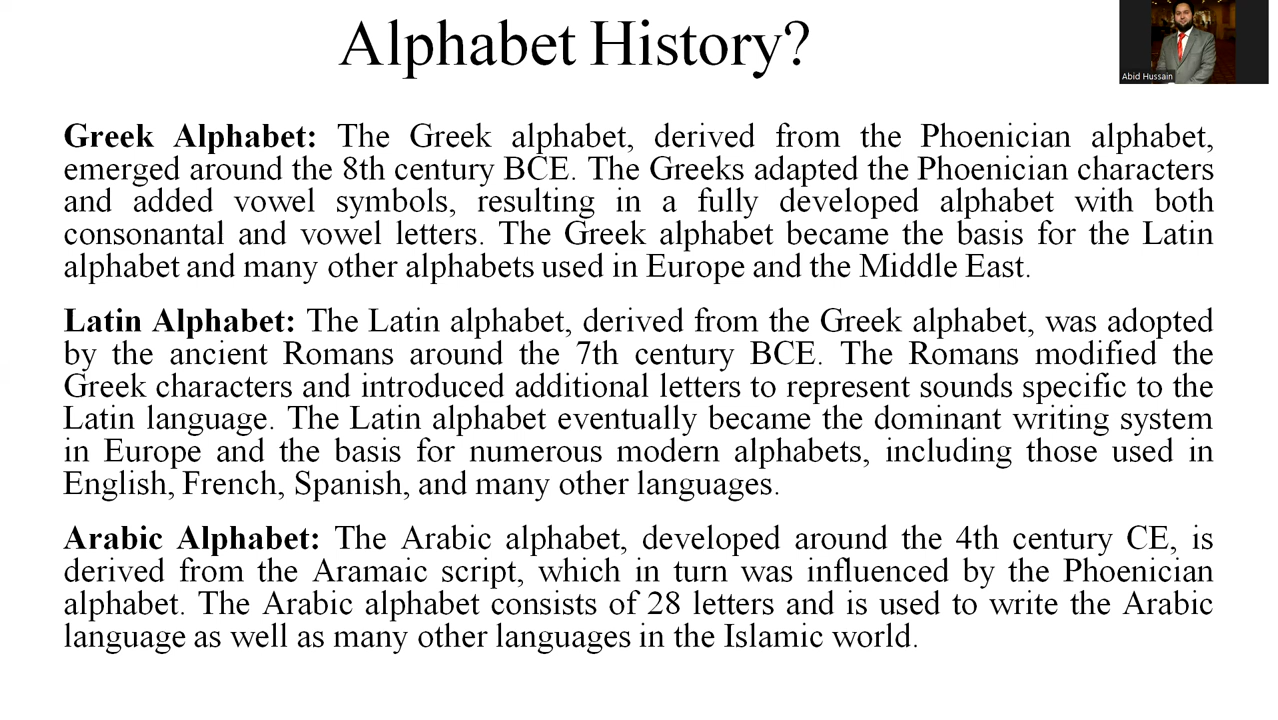 Alphabet History?
Abid Hussain
Greek Alphabet: The Greek alphabet, derived from the Phoenician alphabet,
emerged around the 8th century BCE. The Greeks adapted the Phoenician characters
and added vowel symbols, resulting in a fully developed alphabet with both
consonantal and vowel letters. The Greek alphabet became the basis for the Latin
alphabet and many other alphabets used in Europe and the Middle East.
Latin Alphabet: The Latin alphabet, derived from the Greek alphabet, was adopted
by the ancient Romans around the 7th century BCE. The Romans modified the
Greek characters and introduced additional letters to represent sounds specific to the
Latin language. The Latin alphabet eventually became the dominant writing system
in Europe and the basis for numerous modern alphabets, including those used in
English, French, Spanish, and many other languages.
Arabic Alphabet: The Arabic alphabet, developed around the 4th century CE, is
derived from the Aramaic script, which in turn was influenced by the Phoenician
alphabet. The Arabic alphabet consists of 28 letters and is used to write the Arabic
language as well as many other languages in the Islamic world.